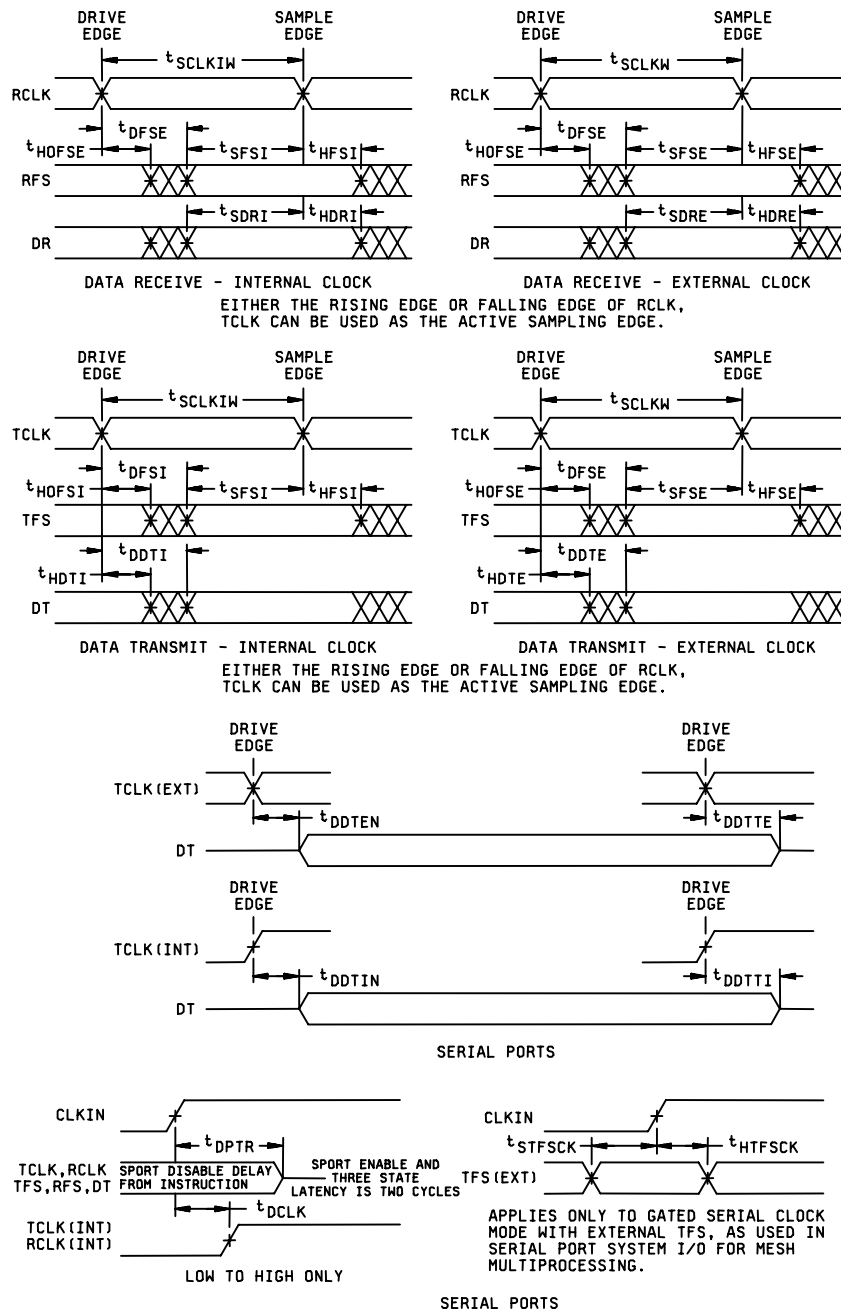 DRIVE EDGE
SAMPLE EDGE
tSCLKIW
RCLK
tDFSE
tHOFSE
tSFSI
tHFSI
RFS
tSDRI
tHDRI
DR
DATA RECEIVE - INTERNAL CLOCK
DRIVE EDGE
SAMPLE EDGE
tSCLKW
RCLK
tDFSE
tHOFSE
tSFSE
tHFSE
RFS
tSDRE
tHDRE
DR
DATA RECEIVE - EXTERNAL CLOCK
EITHER THE RISING EDGE OR FALLING EDGE OF RCLK,
TCLK CAN BE USED AS THE ACTIVE SAMPLING EDGE.
DRIVE EDGE
SAMPLE EDGE
tSCLKIW
TCLK
tDFSI
tHOFSI
tSFSI
tHFSI
TFS
tDDTI
tHDTI
DT
DATA TRANSMIT - INTERNAL CLOCK
DRIVE EDGE
SAMPLE EDGE
tSCLKW
TCLK
tDFSE
tHOFSE
tSFSE
tHFSE
TFS
tDDTE
tHDTE
DT
DATA TRANSMIT - EXTERNAL CLOCK
EITHER THE RISING EDGE OR FALLING EDGE OF RCLK,
TCLK CAN BE USED AS THE ACTIVE SAMPLING EDGE.
DRIVE EDGE
DRIVE EDGE
TCLK(EXT)
tDDTEN
tDDTTE
DT
DRIVE EDGE
DRIVE EDGE
TCLK(INT)
tDDTIN
tDDTTI
DT
SERIAL PORTS
CLKIN
tDPTR
TCLK,RCLK
TFS,RFS,DT
SPORT DISABLE DELAY
FROM INSTRUCTION
SPORT ENABLE AND
THREE STATE
LATENCY IS TWO CYCLES
tDCLK
TCLK(INT)
RCLK(INT)
LOW TO HIGH ONLY
CLKIN
tSTFSCK
tHTFSCK
TFS(EXT)
APPLIES ONLY TO GATED SERIAL CLOCK
MODE WITH EXTERNAL TFS, AS USED IN
SERIAL PORT SYSTEM I/O FOR MESH
MULTIPROCESSING.
SERIAL PORTS